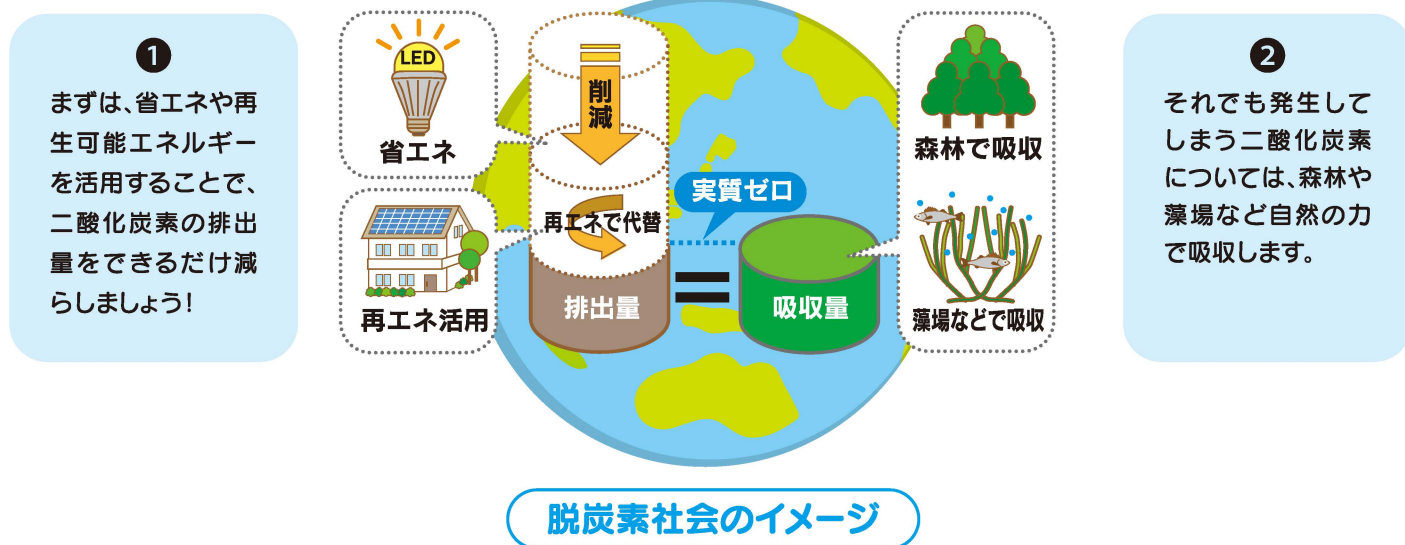 ❶
まずは、省エネや再
生可能エネルギー
を活用することで、
二酸化炭素の排出
量をできるだけ減
らしましょう!
LED
省エネ
再エネ活用
削減
再エネで代替
排出量
実質ゼロ
=
吸収量
森林で吸収
藻場などで吸収
❷
それでも発生して
しまう二酸化炭素
については、森林や
藻場など自然の力
で吸収します。
脱炭素社会のイメージ